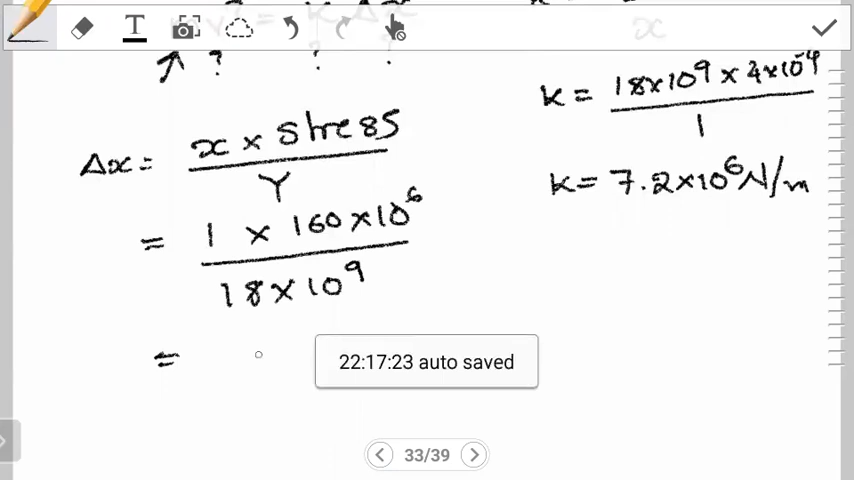 T
x
? ? ?
Δx = x × Stress / Y
= 1 × 160×10⁶ / 18×10⁹
=
K = 18×10⁹ × 4×10⁻⁴ / 1
K = 7.2×10⁶ N/m
22:17:23 auto saved
33/39